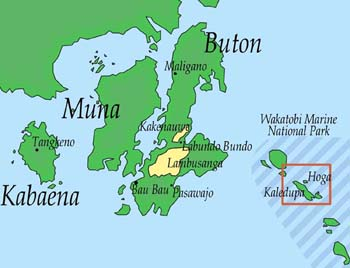 Buton
Maligano
Muna
Kakenauwe
Wakatobi Marine
National Park
Tangkeno
Labundo Bundo
Lambusanga
Hoga
Kabaena
Bau Bau
Pasawajo
Kaledupa